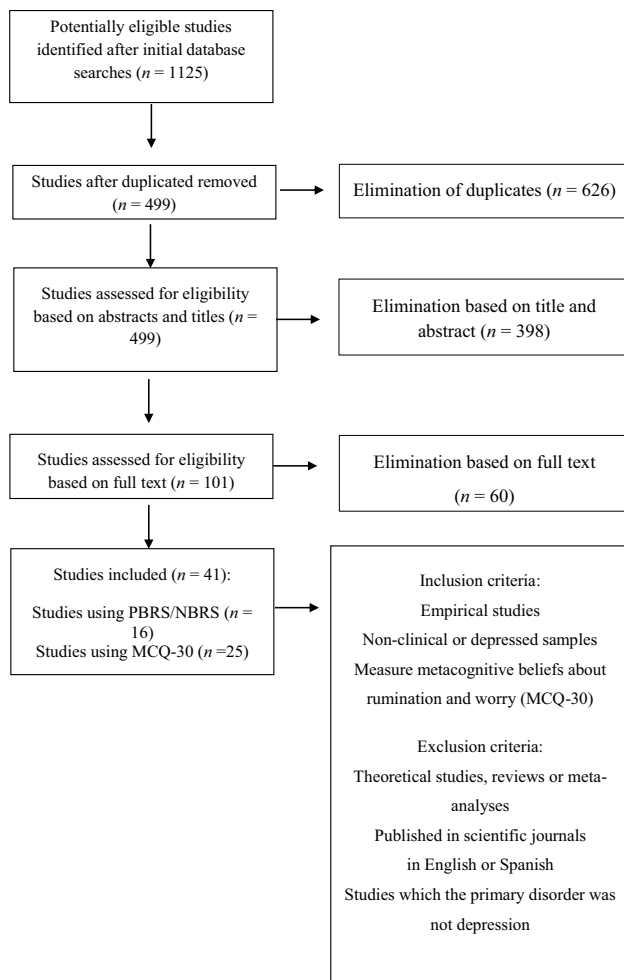 Potentially eligible studies
identified after initial database
searches (n = 1125)
Studies after duplicated removed
(n = 499)
Elimination of duplicates (n = 626)
Studies assessed for eligibility
based on abstracts and titles (n =
499)
Elimination based on title and
abstract (n = 398)
Studies assessed for eligibility
based on full text (n = 101)
Elimination based on full text
(n = 60)
Studies included (n = 41):
Studies using PBRS/NBRS (n =
16)
Studies using MCQ-30 (n =25)
Inclusion criteria:
Empirical studies
Non-clinical or depressed samples
Measure metacognitive beliefs about
rumination and worry (MCQ-30)
Exclusion criteria:
Theoretical studies, reviews or meta-
analyses
Published in scientific journals
in English or Spanish
Studies which the primary disorder was
not depression